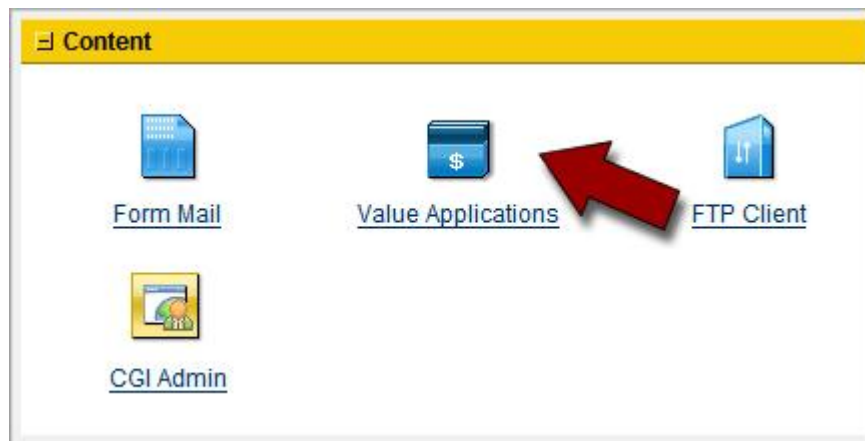 Content
Form Mail
Value Applications
FTP Client
CGI Admin